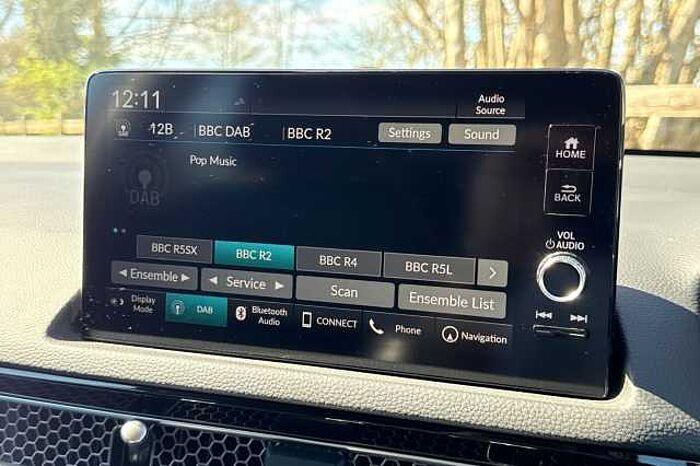 12:11
Audio
Source
12B BBC DAB BBC R2 Settings Sound
Pop Music
DAB
HOME
BACK
VOL
AUDIO
BBC R5SX BBC R2 BBC R4 BBC R5L
Ensemble Service Scan Ensemble List
Display
Mode
DAB
Bluetooth
Audio
CONNECT
Phone
Navigation